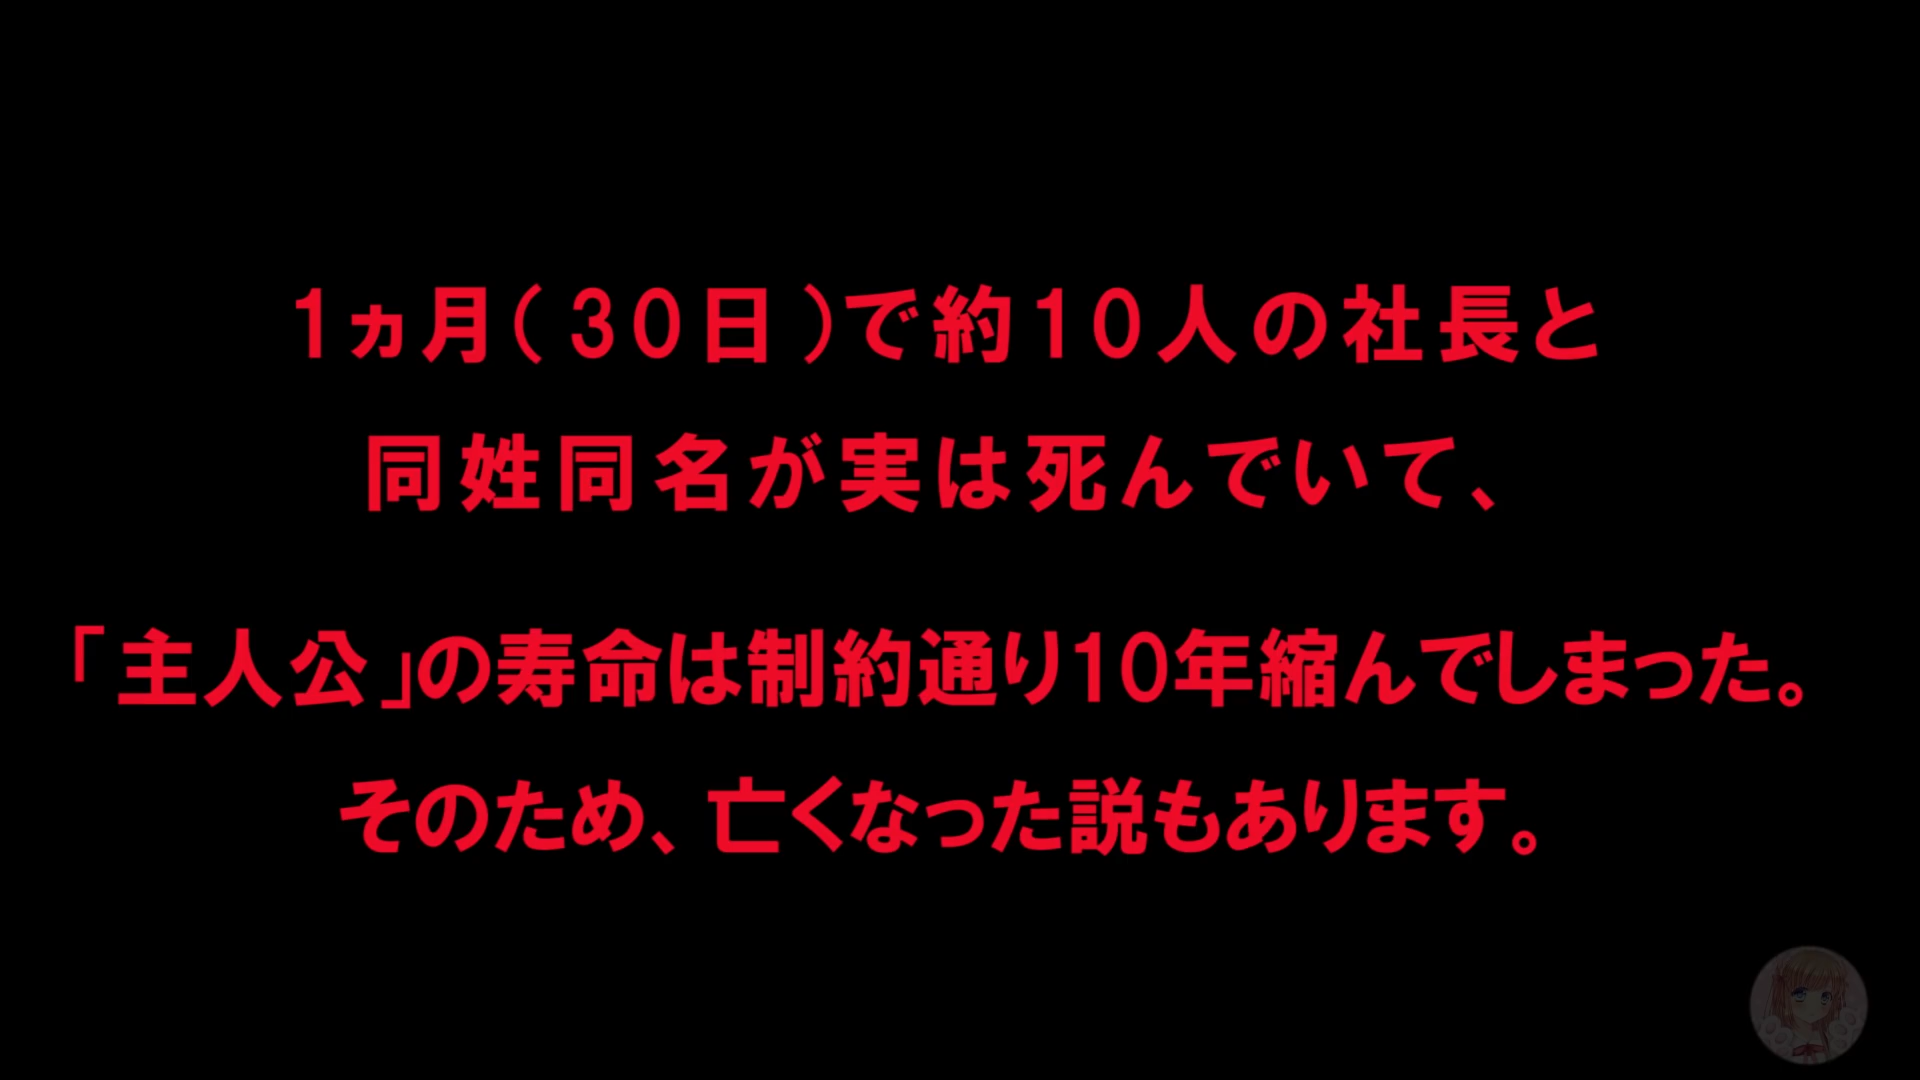 1ヵ月(30日)で約10人の社長と
同姓同名が実は死んでいて、
「主人公」の寿命は制約通り10年縮んでしまった。
そのため、亡くなった説もあります。